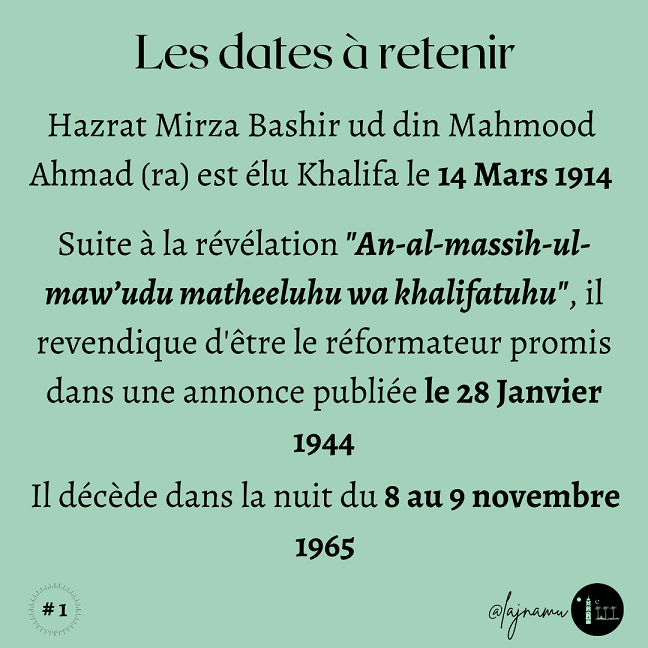 Les dates à retenir
Hazrat Mirza Bashir ud din Mahmood
Ahmad (ra) est élu Khalifa le 14 Mars 1914
Suite à la révélation "An-al-massih-ul-
maw’udu matheeluhu wa khalifatuhu", il
revendique d'être le réformateur promis
dans une annonce publiée le 28 Janvier
1944
Il décède dans la nuit du 8 au 9 novembre
1965
# 1
@lajnamu